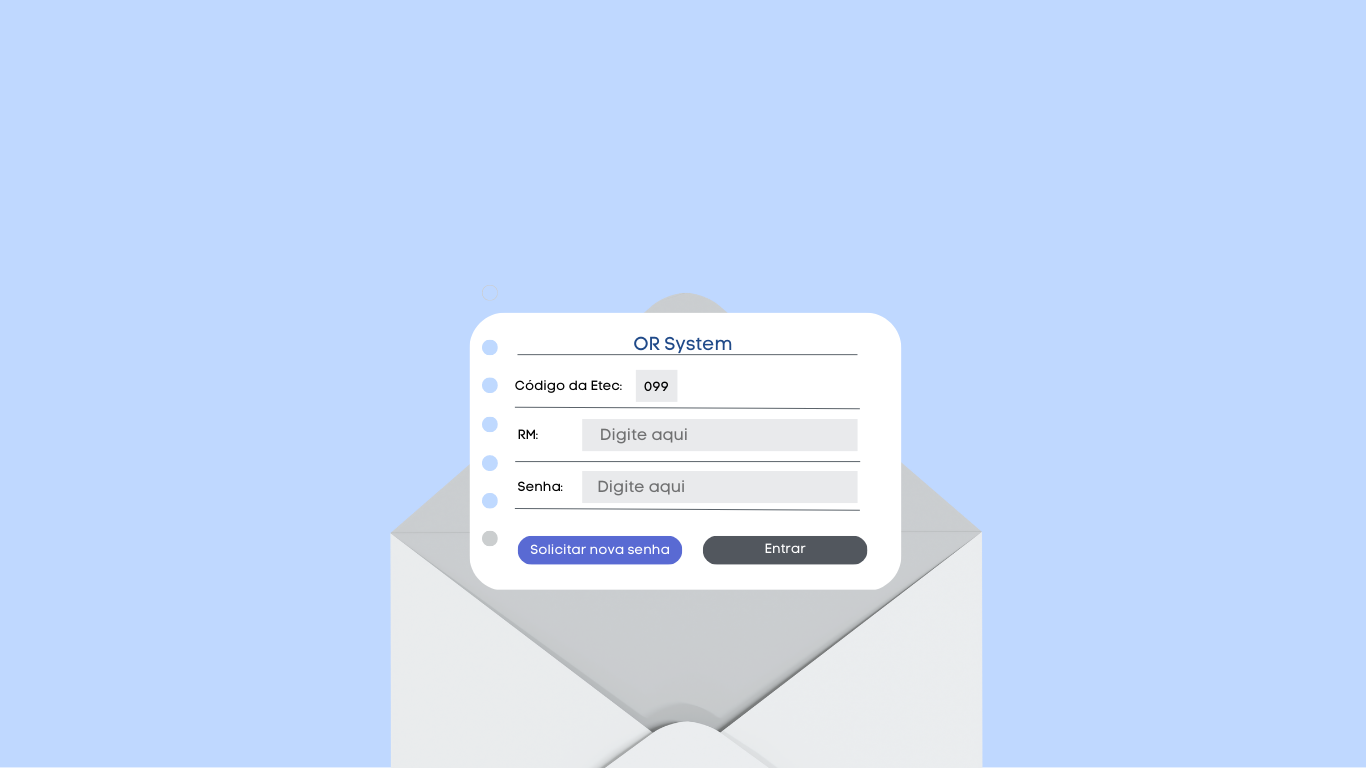 OR System
Código da Etec: 099
RM: Digite aqui
Senha: Digite aqui
Solicitar nova senha Entrar